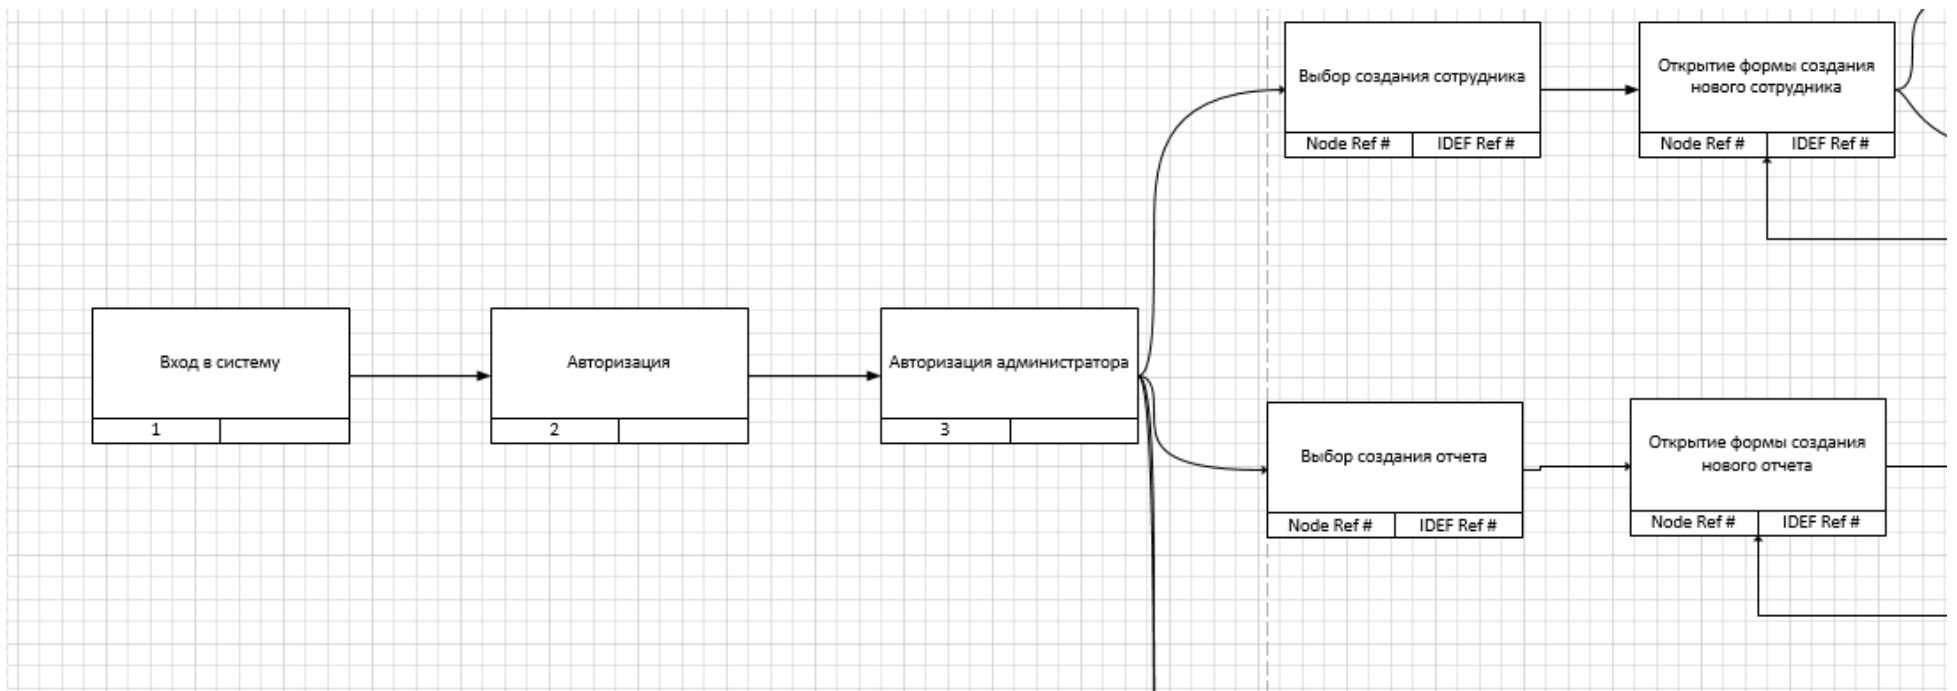 Выбор создания сотрудника
Node Ref #
IDEF Ref #
Открытие формы создания
нового сотрудника
Node Ref #
IDEF Ref #
Вход в систему
1
Авторизация
2
Авторизация администратора
3
Выбор создания отчета
Node Ref #
IDEF Ref #
Открытие формы создания
нового отчета
Node Ref #
IDEF Ref #